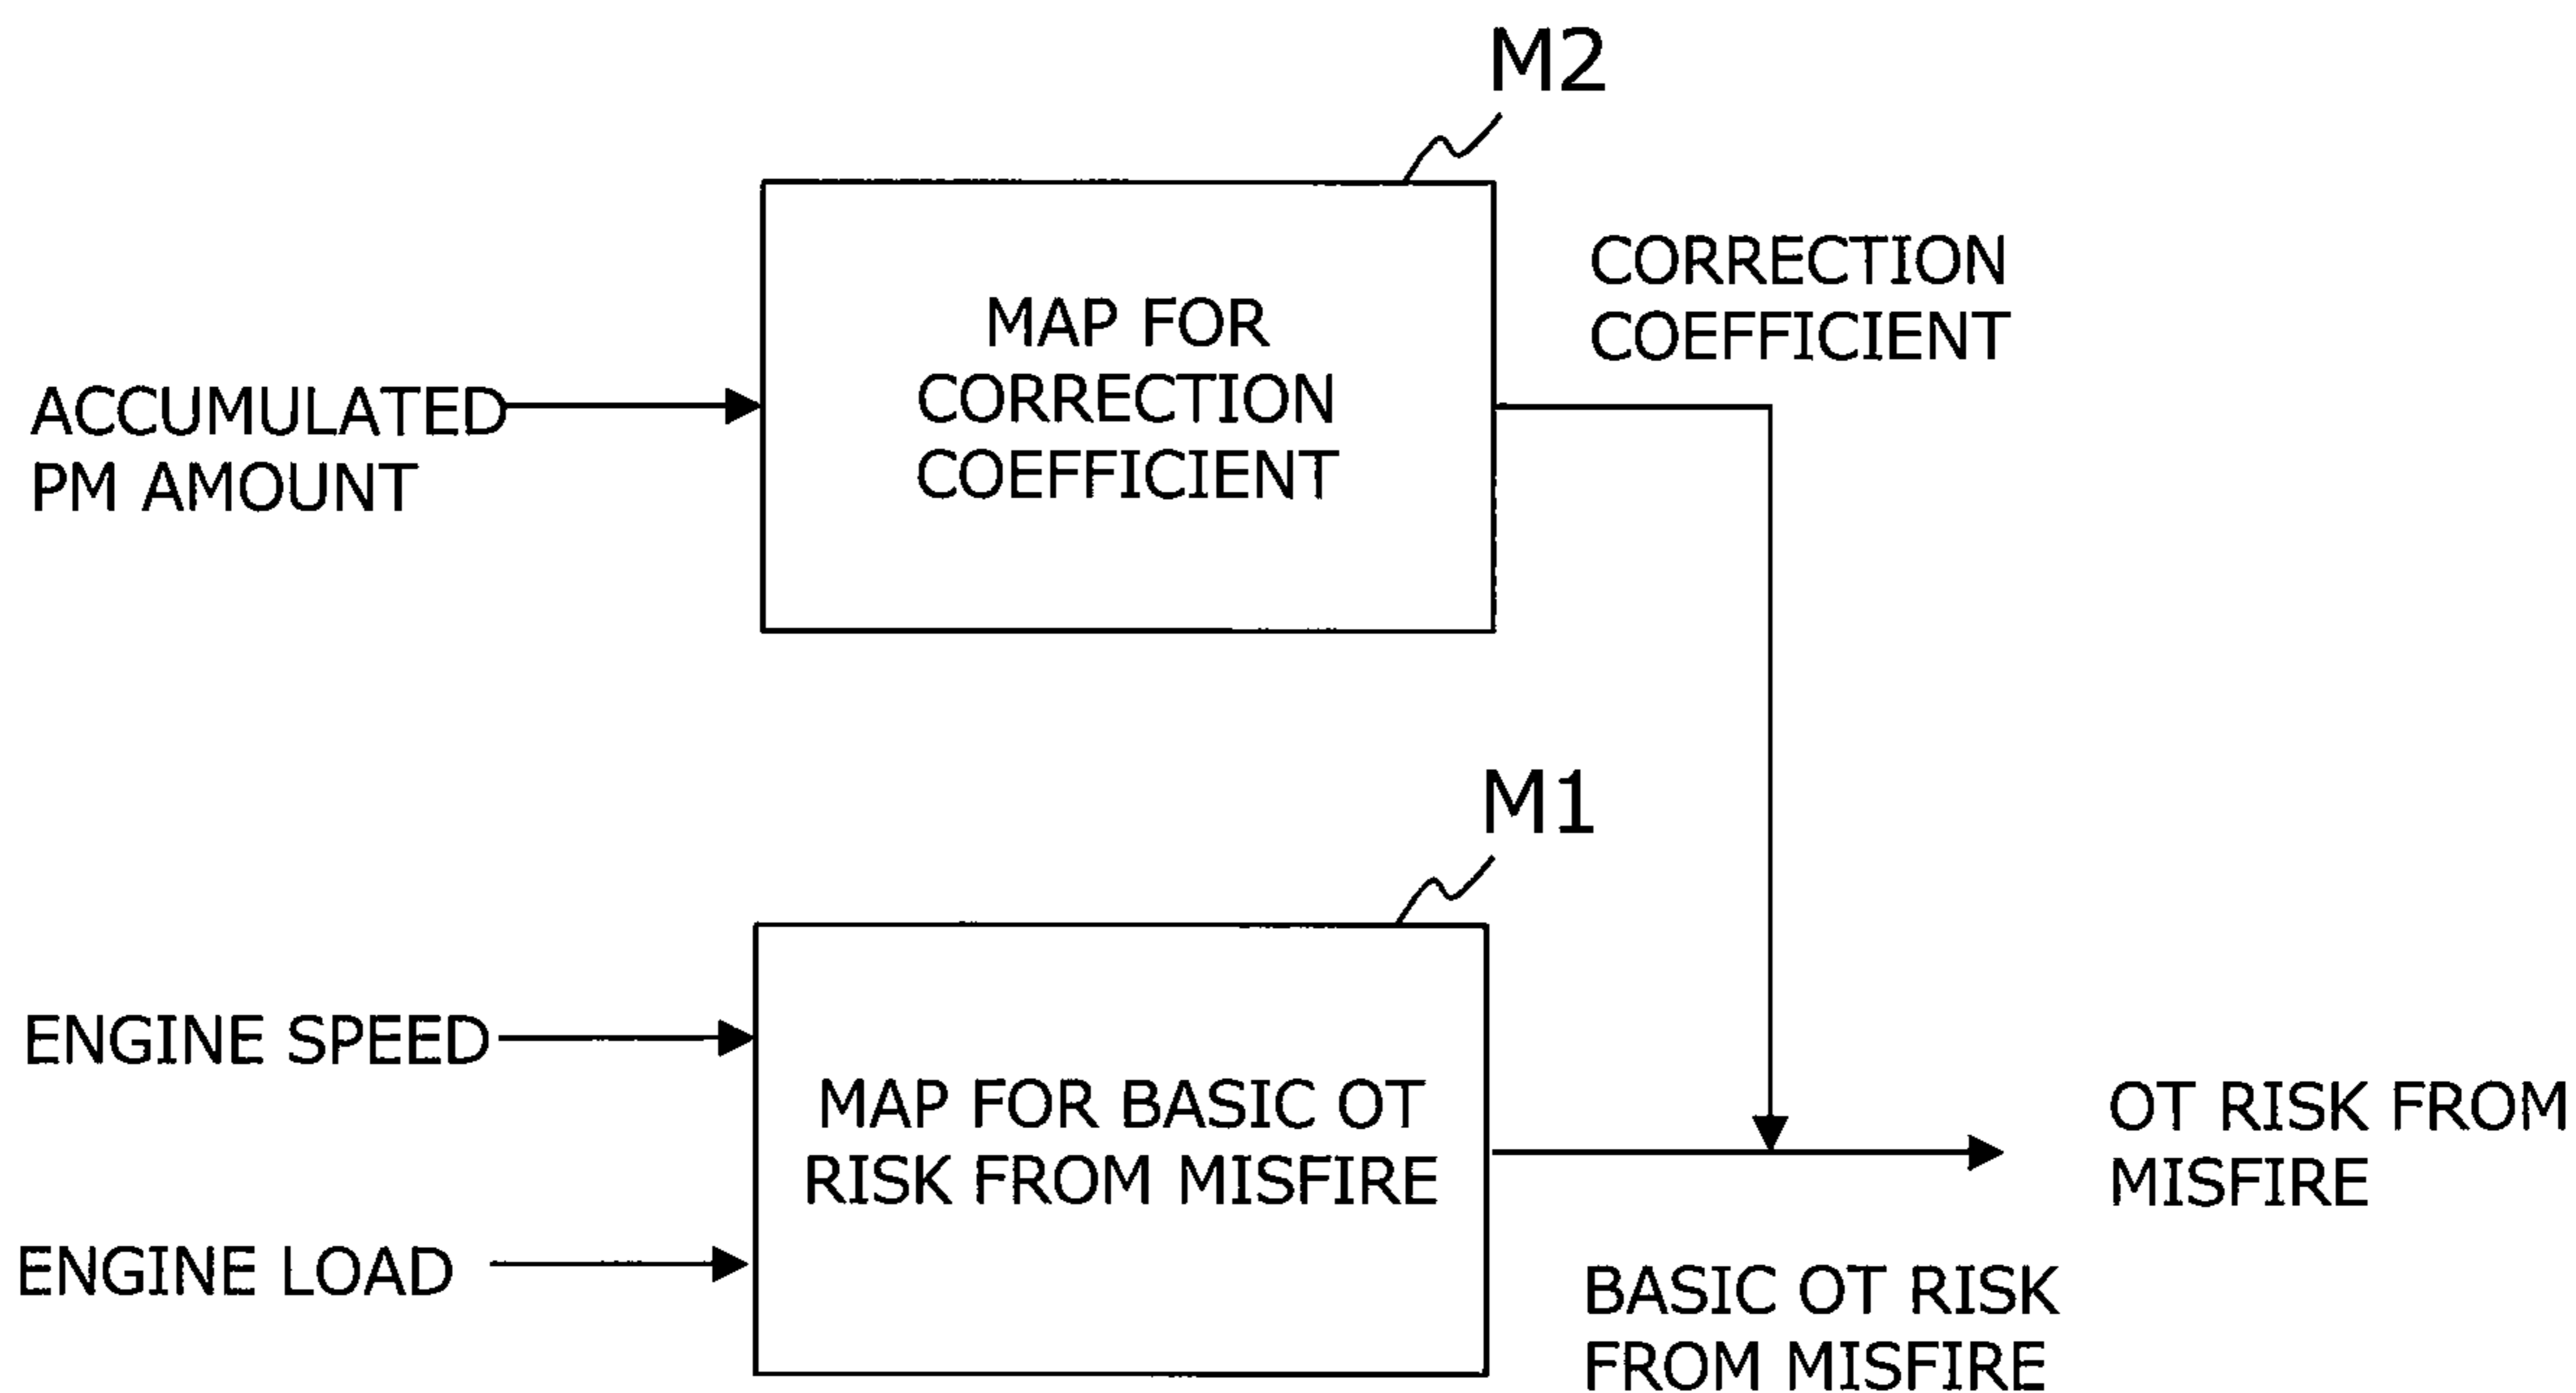 M2
CORRECTION
COEFFICIENT
MAP FOR
CORRECTION
COEFFICIENT
ACCUMULATED
PM AMOUNT
M1
ENGINE SPEED
MAP FOR BASIC OT
RISK FROM MISFIRE
OT RISK FROM
MISFIRE
ENGINE LOAD
BASIC OT RISK
FROM MISFIRE